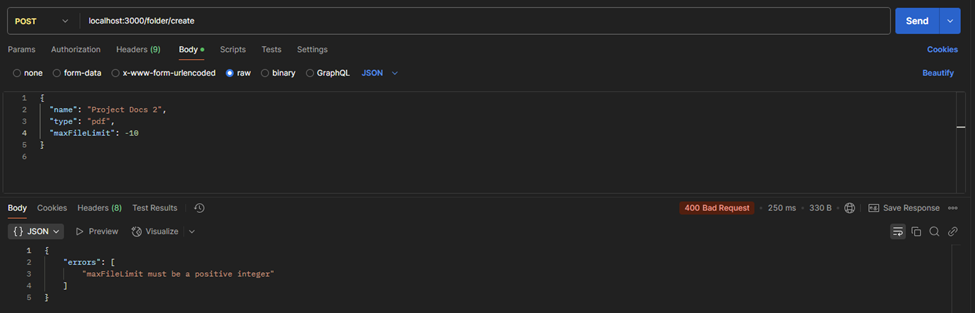 POST localhost:3000/folder/create Send
Params Authorization Headers (9) Body Scripts Tests Settings Cookies
none form-data x-www-form-urlencoded raw binary GraphQL JSON Beautify
1 {
2 "name": "Project Docs 2",
3 "type": "pdf",
4 "maxFileLimit": -10
5 }
6
Body Cookies Headers (8) Test Results 400 Bad Request 250 ms 330 B Save Response
{ } JSON Preview Visualize
1 {
2 "errors": [
3 "maxFileLimit must be a positive integer"
4 ]
5 }